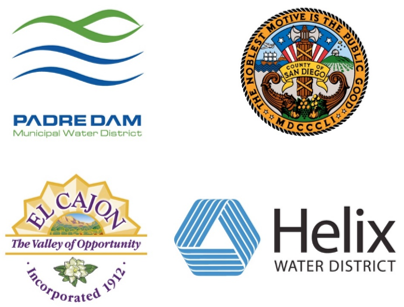 PADRE DAM
Municipal Water District
THE NOBLEST MOTIVE IS THE PUBLIC GOOD
COUNTY OF
SAN DIEGO
MDCCCLII
EL CAJON
The Valley of Opportunity
· Incorporated 1912 ·
Helix
WATER DISTRICT